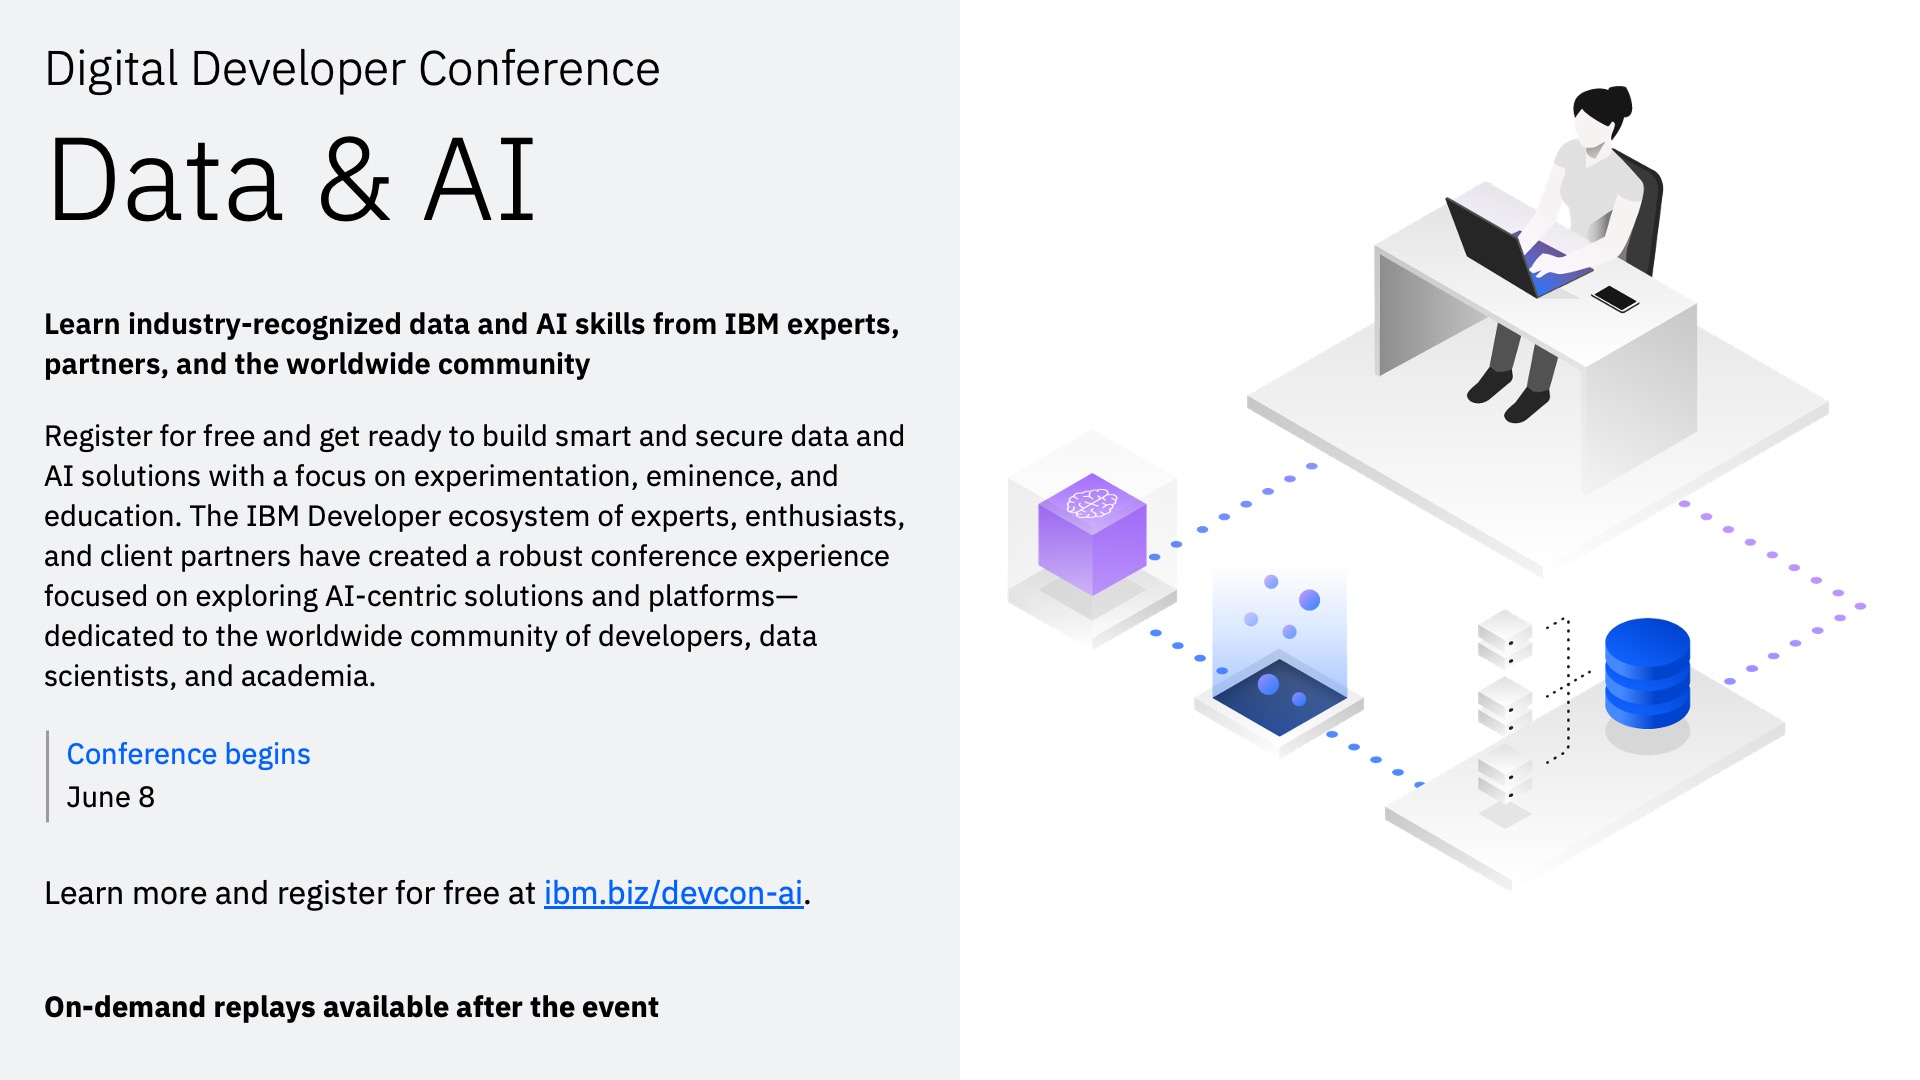 Digital Developer Conference
Data & AI
Learn industry-recognized data and AI skills from IBM experts,
partners, and the worldwide community
Register for free and get ready to build smart and secure data and
AI solutions with a focus on experimentation, eminence, and
education. The IBM Developer ecosystem of experts, enthusiasts,
and client partners have created a robust conference experience
focused on exploring AI-centric solutions and platforms—
dedicated to the worldwide community of developers, data
scientists, and academia.
Conference begins
June 8
Learn more and register for free at ibm.biz/devcon-ai.
On-demand replays available after the event